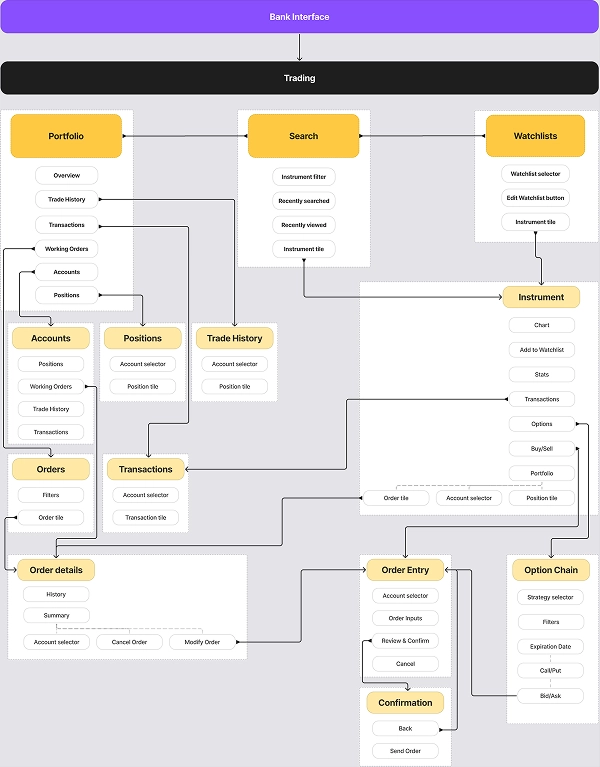 Bank Interface
Trading
Portfolio
Overview
Trade History
Transactions
Working Orders
Accounts
Positions
Search
Instrument filter
Recently searched
Recently viewed
Instrument tile
Watchlists
Watchlist selector
Edit Watchlist button
Instrument tile
Instrument
Chart
Add to Watchlist
Stats
Transactions
Options
Buy/Sell
Portfolio
Order tile
Account selector
Position tile
Accounts
Positions
Working Orders
Trade History
Transactions
Positions
Account selector
Position tile
Trade History
Account selector
Position tile
Orders
Filters
Order tile
Transactions
Account selector
Transaction tile
Order details
History
Summary
Account selector
Cancel Order
Modify Order
Order Entry
Account selector
Order Inputs
Review & Confirm
Cancel
Option Chain
Strategy selector
Filters
Expiration Date
Call/Put
Bid/Ask
Confirmation
Back
Send Order